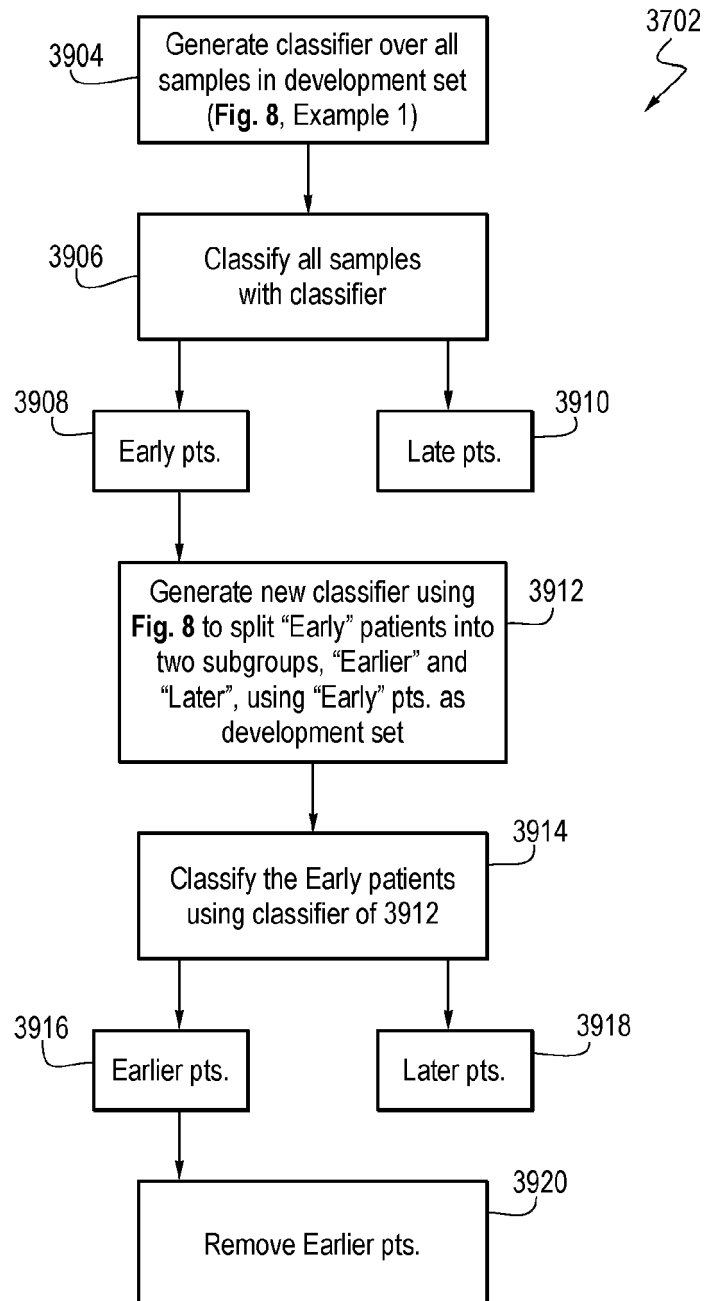 3702
3904
Generate classifier over all
samples in development set
(Fig. 8, Example 1)
3906
Classify all samples
with classifier
3908
Early pts.
3910
Late pts.
3912
Generate new classifier using
Fig. 8 to split “Early” patients into
two subgroups, “Earlier” and
“Later”, using “Early” pts. as
development set
3914
Classify the Early patients
using classifier of 3912
3916
Earlier pts.
3918
Later pts.
3920
Remove Earlier pts.